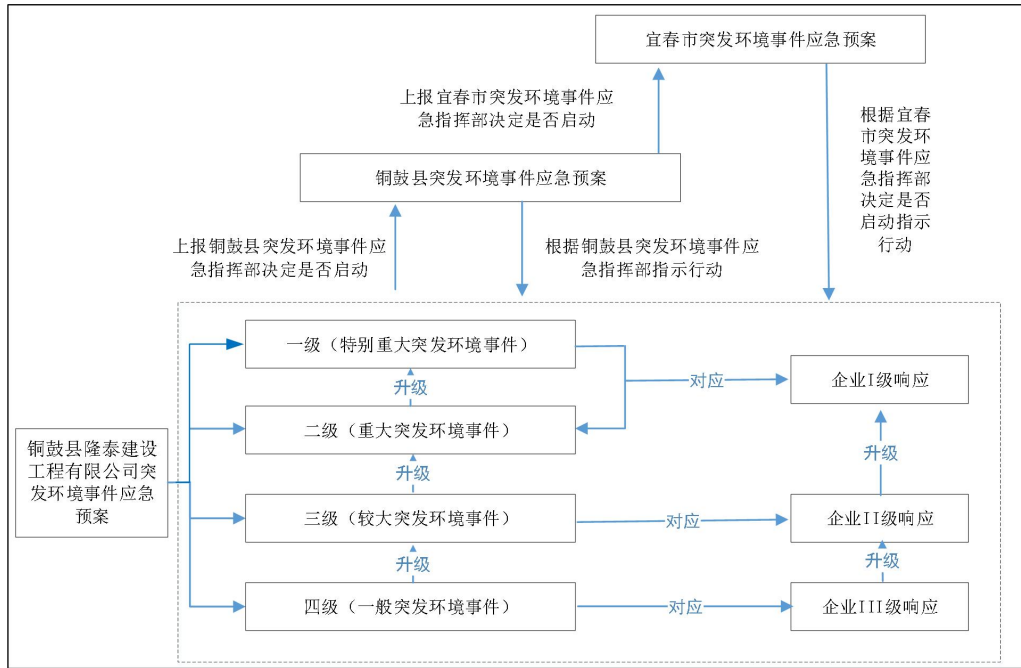 宜春市突发环境事件应急预案
上报宜春市突发环境事件应
急指挥部决定是否启动
根据宜春
市突发环
境事件应
急指挥部
决定是否
启动指示
行动
铜鼓县突发环境事件应急预案
上报铜鼓县突发环境事件应
急指挥部决定是否启动
根据铜鼓县突发环境事件应
急指挥部指示行动
一级（特别重大突发环境事件）
升级
对应
企业I级响应
二级（重大突发环境事件）
铜鼓县隆泰建设
工程有限公司突
发环境事件应急
预案
升级
升级
三级（较大突发环境事件）
对应
企业II级响应
升级
升级
四级（一般突发环境事件）
对应
企业III级响应